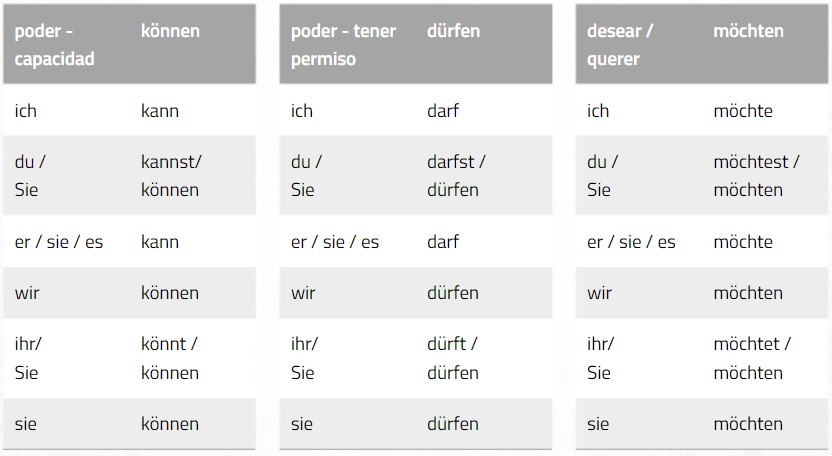 poder - können
capacidad
ich kann
du / kannst/
Sie können
er / sie / es kann
wir können
ihr/ könnt /
Sie können
sie können
poder - tener dürfen
permiso
ich darf
du / darfst /
Sie dürfen
er / sie / es darf
wir dürfen
ihr/ dürft /
Sie dürfen
sie dürfen
desear / möchten
querer
ich möchte
du / möchtest /
Sie möchten
er / sie / es möchte
wir möchten
ihr/ möchtet /
Sie möchten
sie möchten